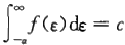 ∫_{-a}^{∞} f(ε)dε = c